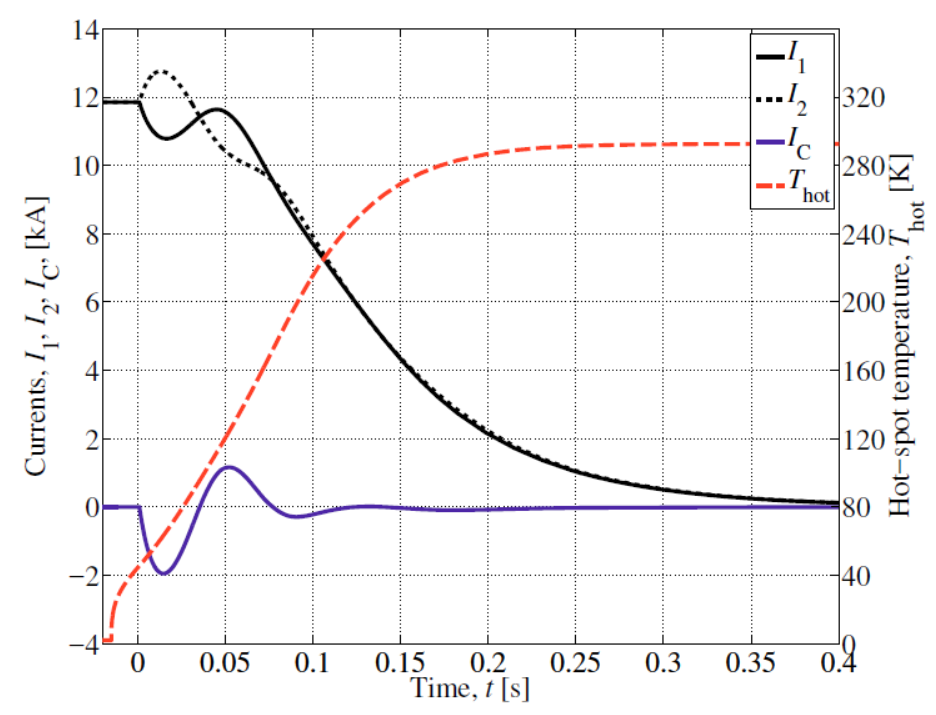 14
12
10
8
6
4
2
0
−2
−4
Currents, I1, I2, IC, [kA]
I1
I2
IC
Thot
320
280
240
200
160
120
80
40
0
Hot−spot temperature, Thot [K]
0 0.05 0.1 0.15 0.2 0.25 0.3 0.35 0.4
Time, t [s]